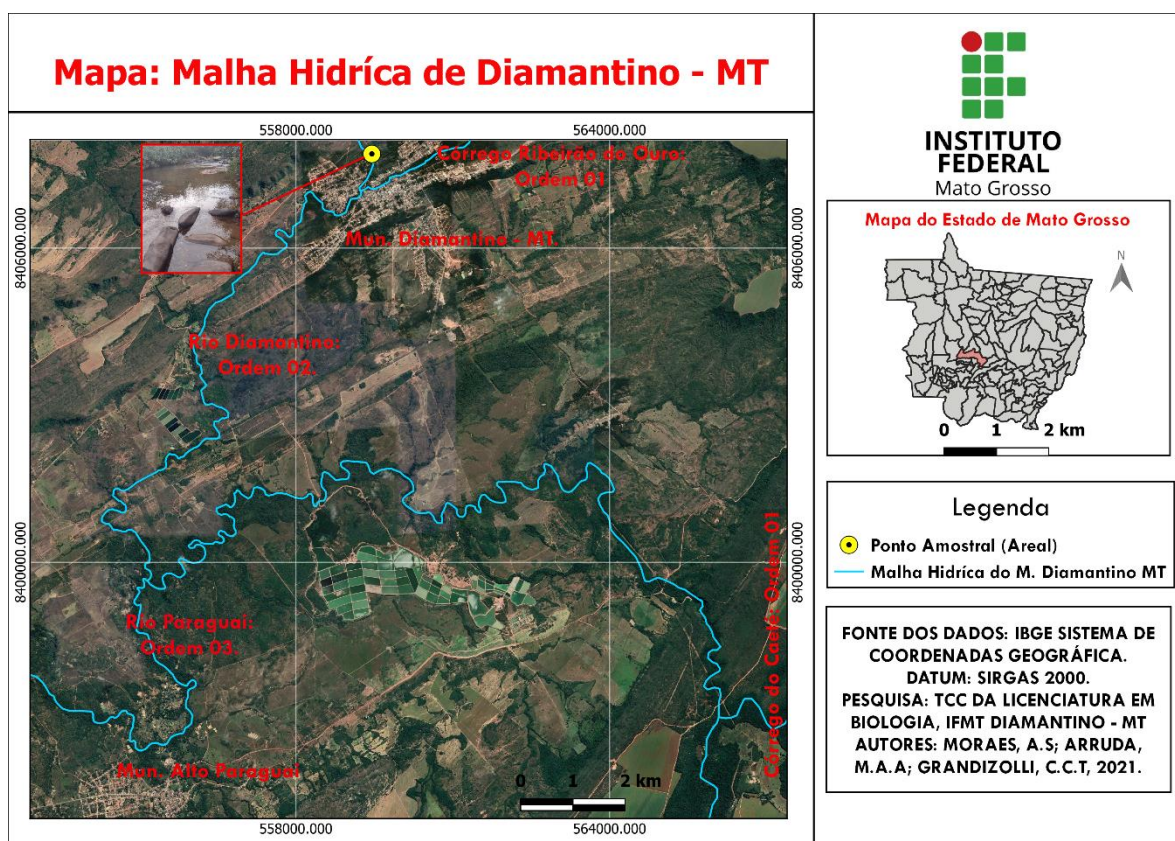 Mapa: Malha Hidríca de Diamantino - MT
558000.000
564000.000
8406000.000
8400000.000
Córrego Ribeirão do Ouro:
Ordem 01
Mun. Diamantino - MT.
Rio Diamantino:
Ordem 02.
Rio Paraguai:
Ordem 03.
Córrego do Caeté: Ordem 01
Mun. Alto Paraguai
0 1 2 km
8406000.000
8400000.000
558000.000
564000.000
INSTITUTO
FEDERAL
Mato Grosso
Mapa do Estado de Mato Grosso
N
0 1 2 km
Legenda
Ponto Amostral (Areal)
Malha Hidríca do M. Diamantino MT
FONTE DOS DADOS: IBGE SISTEMA DE
COORDENADAS GEOGRÁFICA.
DATUM: SIRGAS 2000.
PESQUISA: TCC DA LICENCIATURA EM
BIOLOGIA, IFMT DIAMANTINO - MT
AUTORES: MORAES, A.S; ARRUDA,
M.A.A; GRANDIZOLLI, C.C.T, 2021.